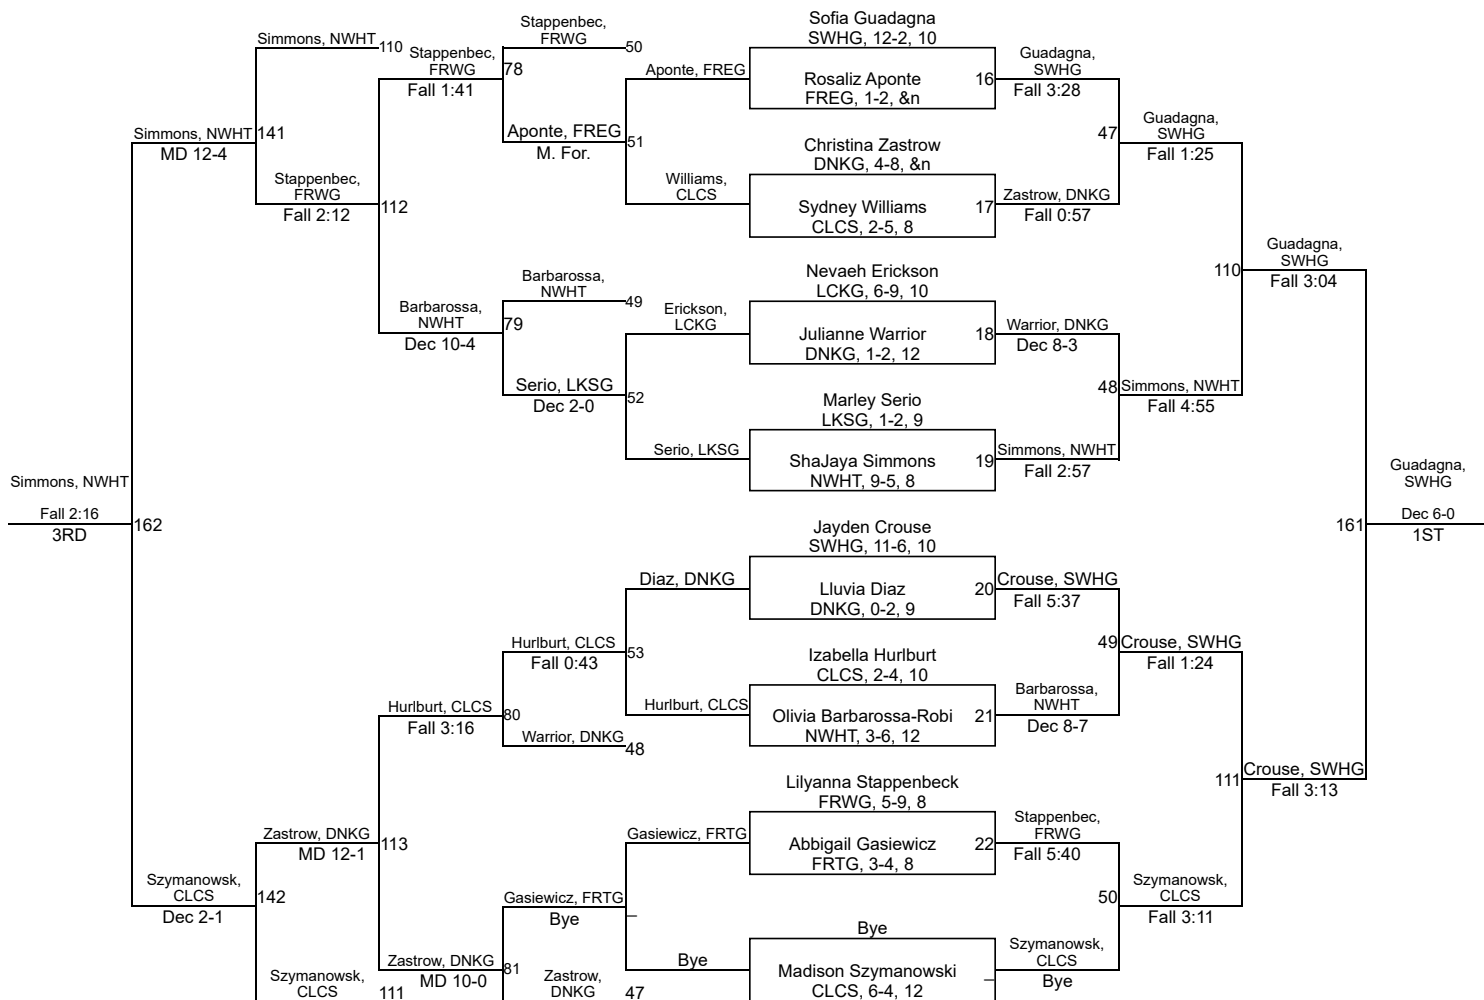 Sofia Guadagna
SWHG, 12-2, 10
Rosaliz Aponte
FREG, 1-2, &n
16
Christina Zastrow
DNKG, 4-8, &n
Sydney Williams
CLCS, 2-5, 8
17
Nevaeh Erickson
LCKG, 6-9, 10
Julianne Warrior
DNKG, 1-2, 12
18
Marley Serio
LKSG, 1-2, 9
ShaJaya Simmons
NWHT, 9-5, 8
19
Jayden Crouse
SWHG, 11-6, 10
Lluvia Diaz
DNKG, 0-2, 9
20
Izabella Hurlburt
CLCS, 2-4, 10
Olivia Barbarossa-Robi
NWHT, 3-6, 12
21
Lilyanna Stappenbeck
FRWG, 5-9, 8
Abbigail Gasiewicz
FRTG, 3-4, 8
22
Bye
Madison Szymanowski
CLCS, 6-4, 12
Guadagna,
SWHG
Fall 3:28
47
Zastrow, DNKG
Fall 0:57
Warrior, DNKG
Dec 8-3
48
Simmons, NWHT
Fall 2:57
Crouse, SWHG
Fall 5:37
49
Barbarossa,
NWHT
Dec 8-7
Stappenbec,
FRWG
Fall 5:40
50
Szymanowsk,
CLCS
Bye
Guadagna,
SWHG
Fall 1:25
110
Simmons, NWHT
Fall 4:55
Crouse, SWHG
Fall 1:24
111
Szymanowsk,
CLCS
Fall 3:11
Guadagna,
SWHG
Fall 3:04
161
Crouse, SWHG
Fall 3:13
Guadagna,
SWHG
Dec 6-0
1ST
Aponte, FREG
51
Williams,
CLCS
Erickson,
LCKG
52
Serio, LKSG
Diaz, DNKG
53
Hurlburt, CLCS
Gasiewicz, FRTG
Bye
Stappenbec,
FRWG
50
78
Aponte, FREG
M. For.
Barbarossa,
NWHT
49
79
Serio, LKSG
Dec 2-0
Hurlburt, CLCS
Fall 0:43
80
Warrior, DNKG
48
Gasiewicz, FRTG
Bye
81
Zastrow,
DNKG
47
Stappenbec,
FRWG
Fall 1:41
112
Barbarossa,
NWHT
Dec 10-4
Hurlburt, CLCS
Fall 3:16
113
Zastrow, DNKG
MD 10-0
Simmons, NWHT
110
141
Stappenbec,
FRWG
Fall 2:12
Zastrow, DNKG
MD 12-1
142
Szymanowsk,
CLCS
111
Simmons, NWHT
MD 12-4
162
Szymanowsk,
CLCS
Dec 2-1
Simmons, NWHT
Fall 2:16
3RD